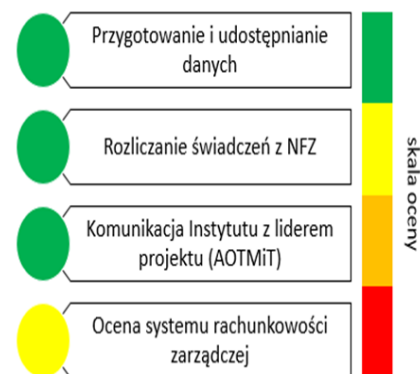 Przygotowanie i udostępnianie
danych
Rozliczanie świadczeń z NFZ
Komunikacja Instytutu z liderem
projektu (AOTMiT)
Ocena systemu rachunkowości
zarządczej
skala oceny